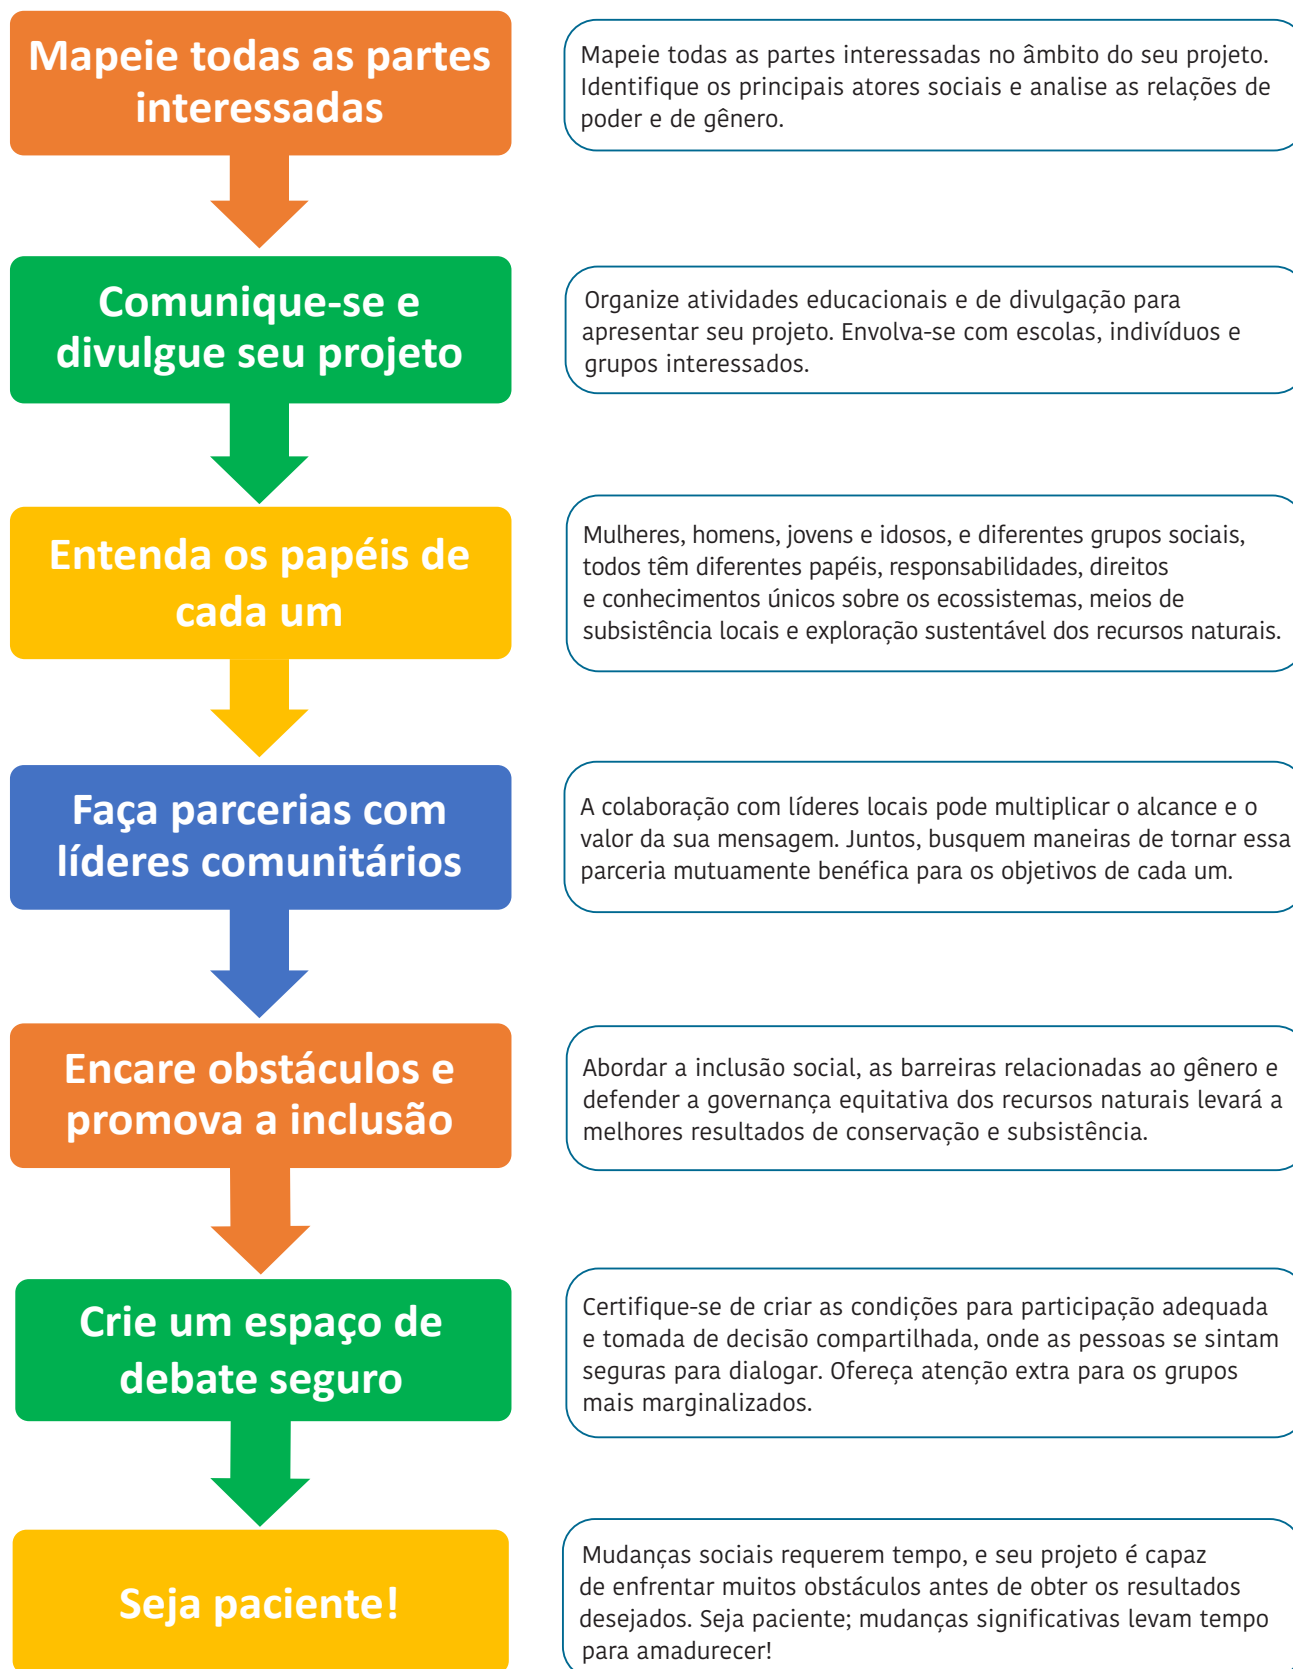 Mapeie todas as partes
interessadas
Mapeie todas as partes interessadas no âmbito do seu projeto.
Identifique os principais atores sociais e analise as relações de
poder e de gênero.
Comunique-se e
divulgue seu projeto
Organize atividades educacionais e de divulgação para
apresentar seu projeto. Envolva-se com escolas, indivíduos e
grupos interessados.
Entenda os papéis de
cada um
Mulheres, homens, jovens e idosos, e diferentes grupos sociais,
todos têm diferentes papéis, responsabilidades, direitos
e conhecimentos únicos sobre os ecossistemas, meios de
subsistência locais e exploração sustentável dos recursos naturais.
Faça parcerias com
líderes comunitários
A colaboração com líderes locais pode multiplicar o alcance e o
valor da sua mensagem. Juntos, busquem maneiras de tornar essa
parceria mutuamente benéfica para os objetivos de cada um.
Encare obstáculos e
promova a inclusão
Abordar a inclusão social, as barreiras relacionadas ao gênero e
defender a governança equitativa dos recursos naturais levará a
melhores resultados de conservação e subsistência.
Crie um espaço de
debate seguro
Certifique-se de criar as condições para participação adequada
e tomada de decisão compartilhada, onde as pessoas se sintam
seguras para dialogar. Ofereça atenção extra para os grupos
mais marginalizados.
Seja paciente!
Mudanças sociais requerem tempo, e seu projeto é capaz
de enfrentar muitos obstáculos antes de obter os resultados
desejados. Seja paciente; mudanças significativas levam tempo
para amadurecer!